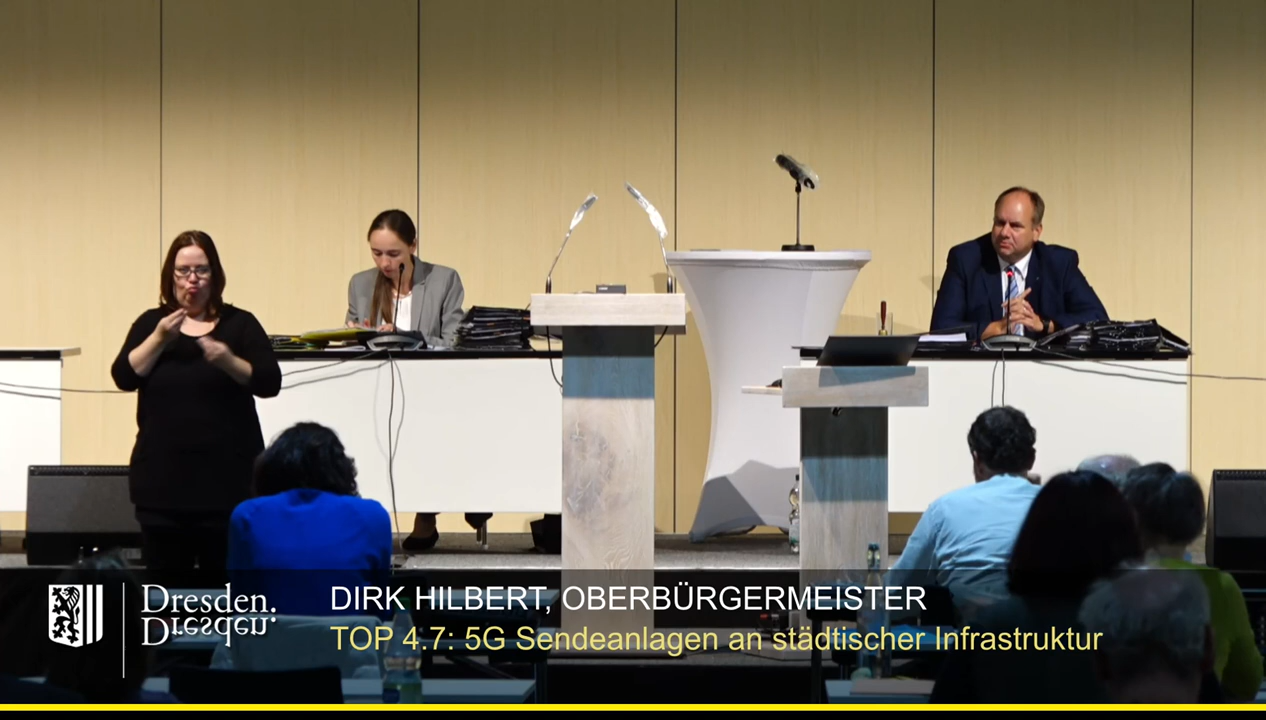 Dresden.
Dresden.
DIRK HILBERT, OBERBÜRGERMEISTER
TOP 4.7: 5G Sendeanlagen an städtischer Infrastruktur